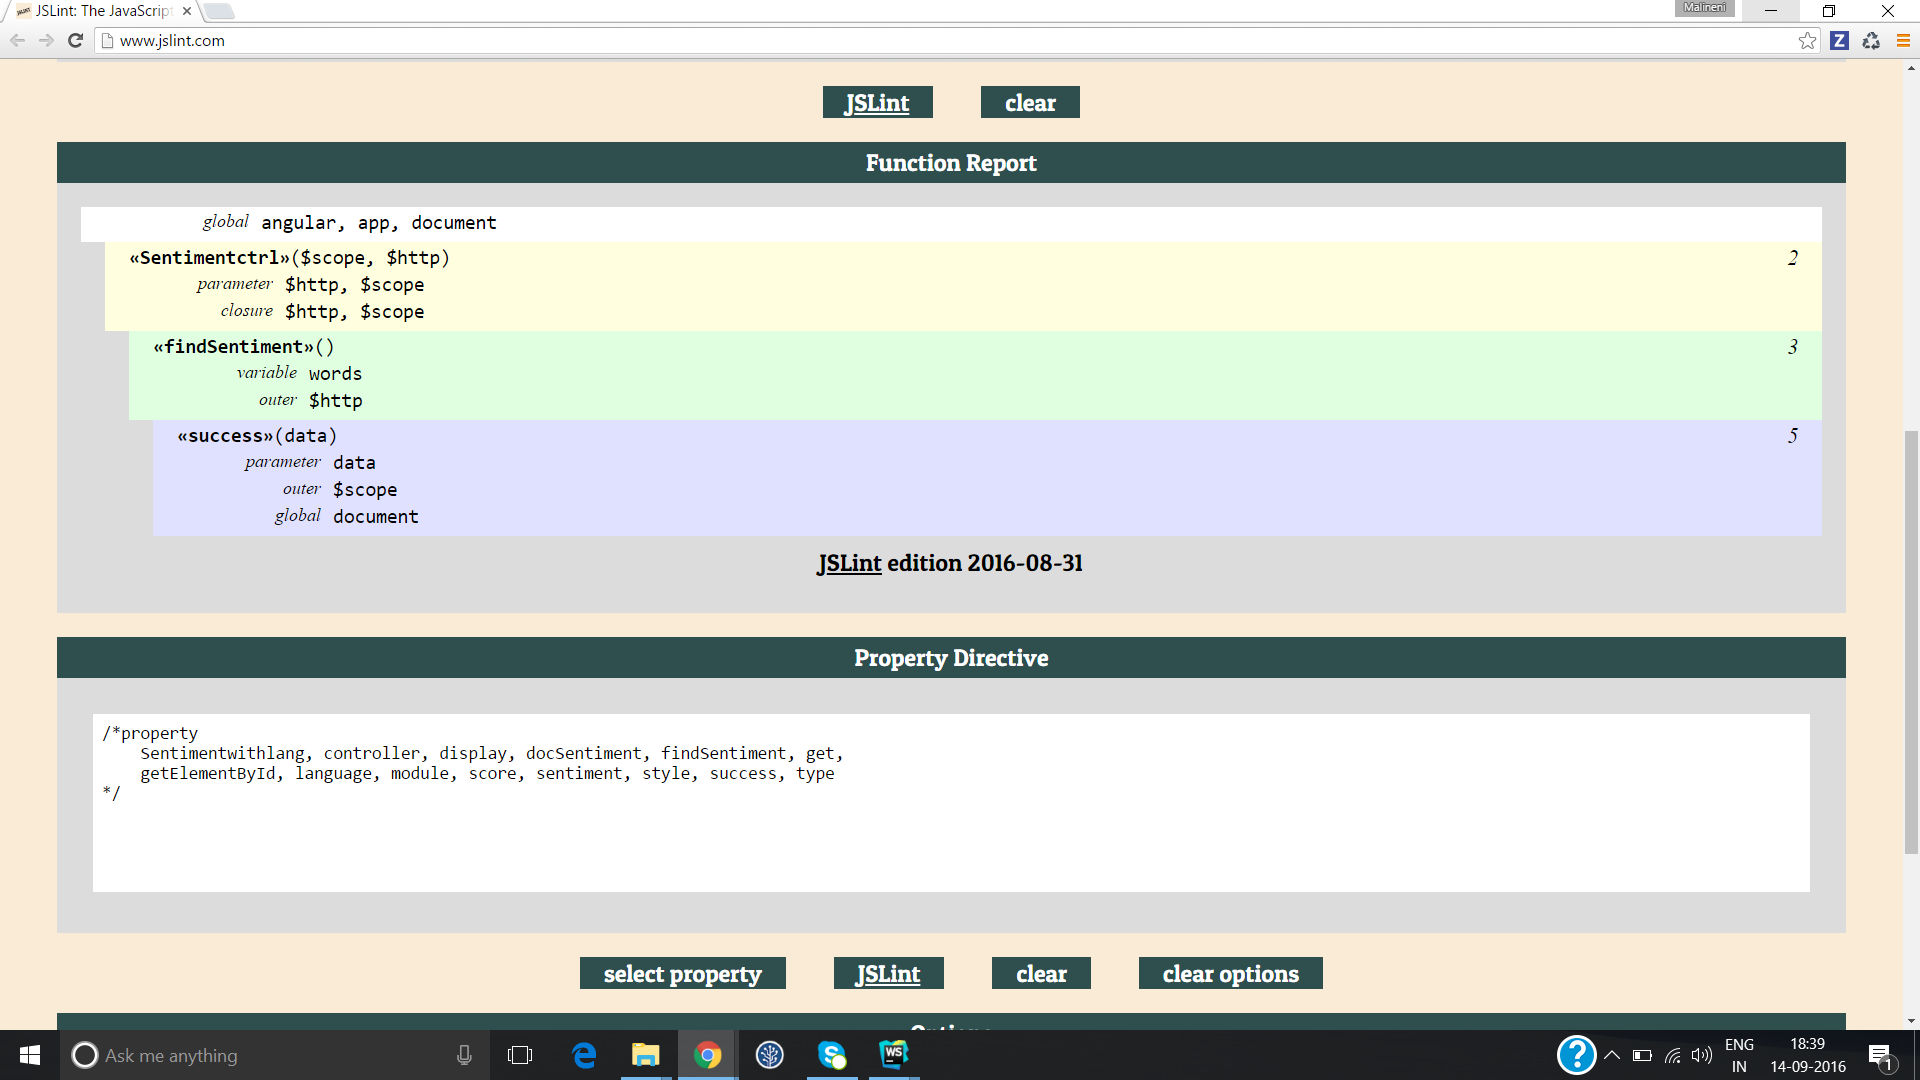 JSLint: The JavaScript
Malineni
www.jslint.com
Z
JSLint clear
Function Report
global angular, app, document
«Sentimentctrl»($scope, $http) 2
parameter $http, $scope
closure $http, $scope
«findSentiment»() 3
variable words
outer $http
«success»(data) 5
parameter data
outer $scope
global document
JSLint edition 2016-08-31
Property Directive
/*property
Sentimentwithlang, controller, display, docSentiment, findSentiment, get,
getElementById, language, module, score, sentiment, style, success, type
*/
select property JSLint clear clear options
Ask me anything
WS
?
ENG
IN
18:39
14-09-2016
1